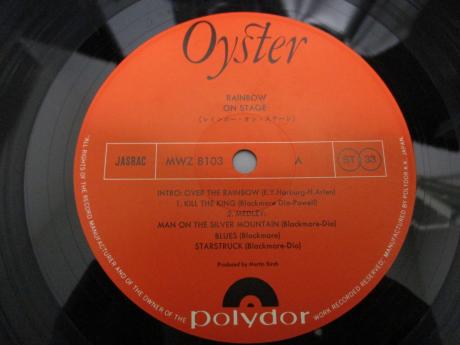 Oyster
RAINBOW
ON STAGE
(レインボー・オン・ステージ)
JASRAC MWZ 8103 A ST 33
INTRO: OVER THE RAINBOW (E.Y.Harburg-H.Arlen)
1. KILL THE KING (Blackmore-Dio-Powell)
2. MEDLEY:
MAN ON THE SILVER MOUNTAIN (Blackmore-Dio)
BLUES (Blackmore)
STARSTRUCK (Blackmore-Dio)
Produced by Martin Birch
polydor
"ALL RIGHTS OF THE RECORD MANUFACTURER AND OF THE OWNER OF THE WORK RECORDED RESERVED." MANUFACTURED BY POLYDOR K.K. JAPAN.